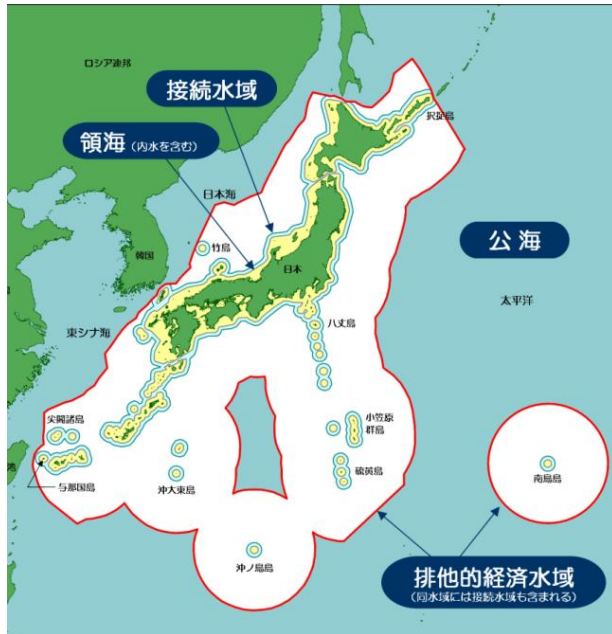 ロシア連邦
接続水域
択捉島
領海（内水を含む）
日本海
竹島
公海
韓国
日本
太平洋
東シナ海
八丈島
尖閣諸島
小笠原
群島
硫黄島
南鳥島
与那国島
沖大東島
沖ノ島島
排他的経済水域
（同水域には接続水域も含まれる）